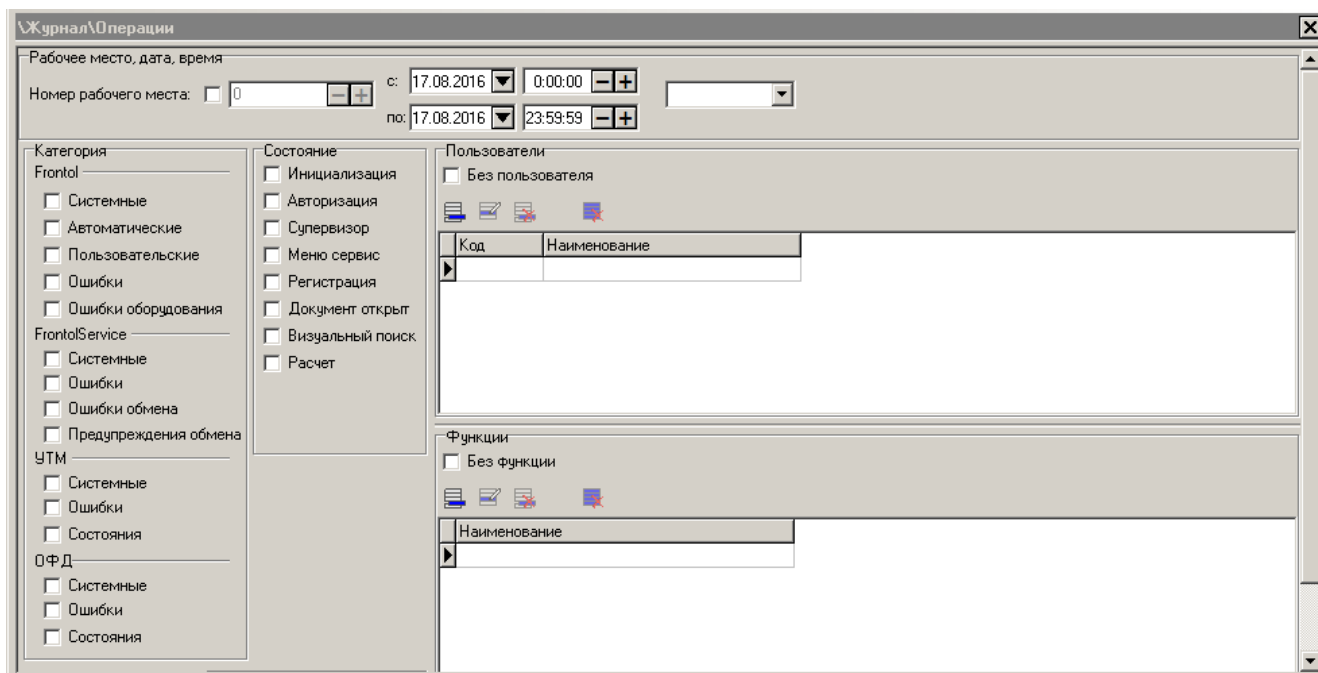 \Журнал\Операции
Рабочее место, дата, время
Номер рабочего места: 0
с: 17.08.2016 0:00:00
по: 17.08.2016 23:59:59
Категория
Frontol
Системные
Автоматические
Пользовательские
Ошибки
Ошибки оборудования
FrontolService
Системные
Ошибки
Ошибки обмена
Предупреждения обмена
УТМ
Системные
Ошибки
Состояния
ОФД
Системные
Ошибки
Состояния
Состояние
Инициализация
Авторизация
Супервизор
Меню сервис
Регистрация
Документ открыт
Визуальный поиск
Расчет
Пользователи
Без пользователя
Код Наименование
Функции
Без функции
Наименование